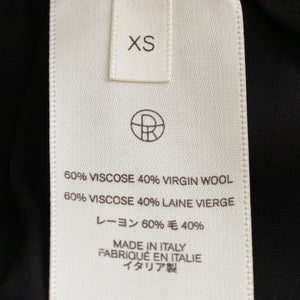 XS
60% VISCOSE 40% VIRGIN WOOL
60% VISCOSE 40% LAINE VIERGE
レーヨン 60% 毛 40%
MADE IN ITALY
FABRIQUÉ EN ITALIE
イタリア製